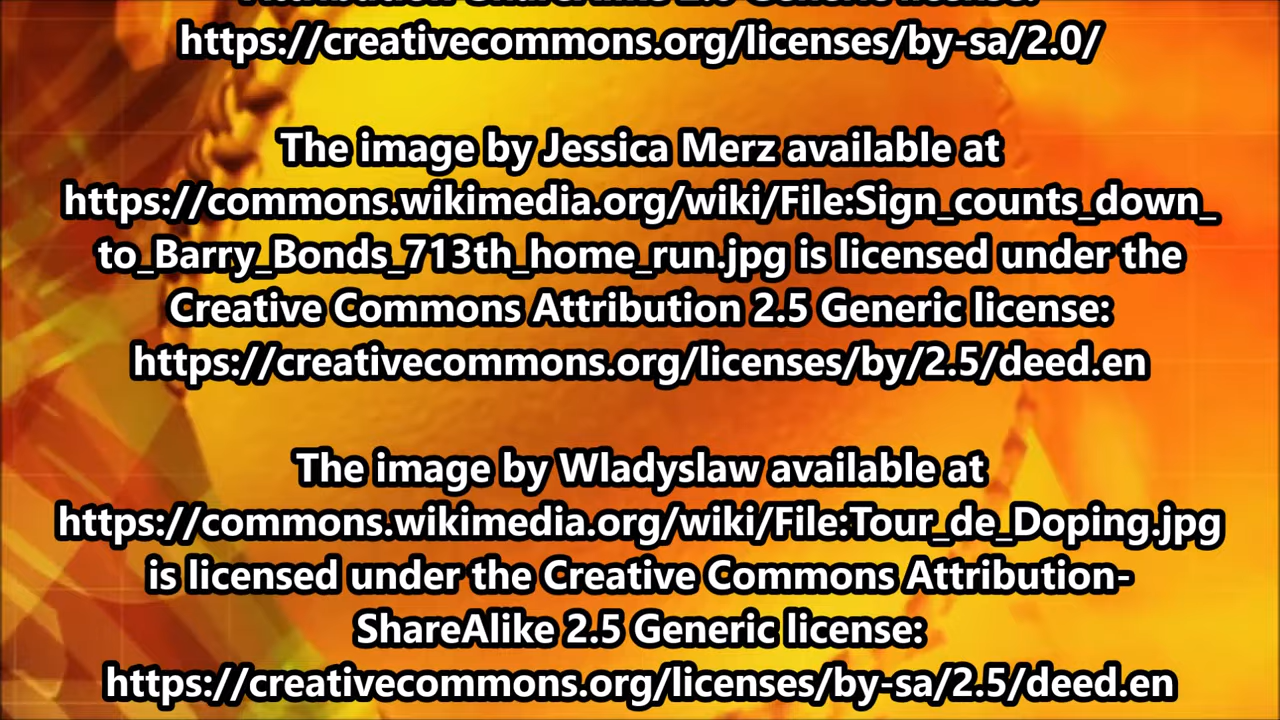 https://creativecommons.org/licenses/by-sa/2.0/
The image by Jessica Merz available at
https://commons.wikimedia.org/wiki/File:Sign_counts_down_
to_Barry_Bonds_713th_home_run.jpg is licensed under the
Creative Commons Attribution 2.5 Generic license:
https://creativecommons.org/licenses/by/2.5/deed.en
The image by Wladyslaw available at
https://commons.wikimedia.org/wiki/File:Tour_de_Doping.jpg
is licensed under the Creative Commons Attribution-
ShareAlike 2.5 Generic license:
https://creativecommons.org/licenses/by-sa/2.5/deed.en